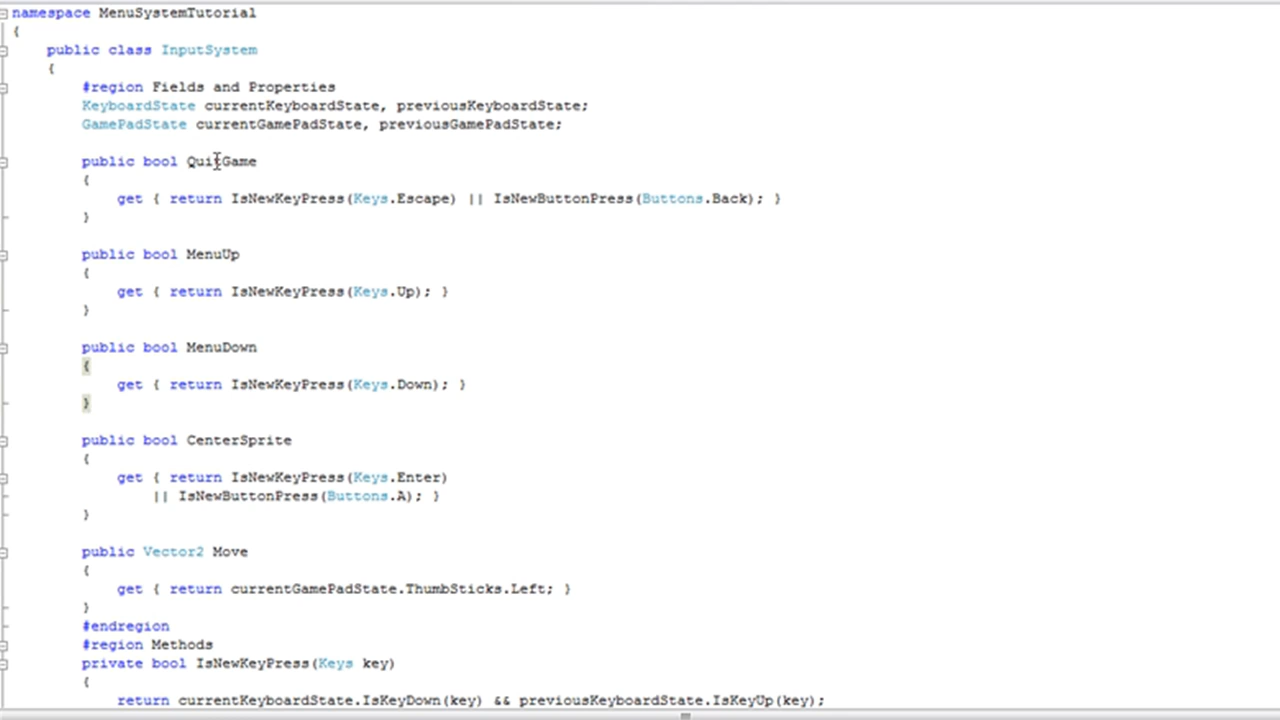 namespace MenuSystemTutorial
{
public class InputSystem
{
#region Fields and Properties
KeyboardState currentKeyboardState, previousKeyboardState;
GamePadState currentGamePadState, previousGamePadState;
public bool QuitGame
{
get { return IsNewKeyPress(Keys.Escape) || IsNewButtonPress(Buttons.Back); }
}
public bool MenuUp
{
get { return IsNewKeyPress(Keys.Up); }
}
public bool MenuDown
{
get { return IsNewKeyPress(Keys.Down); }
}
public bool CenterSprite
{
get { return IsNewKeyPress(Keys.Enter)
|| IsNewButtonPress(Buttons.A); }
}
public Vector2 Move
{
get { return currentGamePadState.ThumbSticks.Left; }
}
#endregion
#region Methods
private bool IsNewKeyPress(Keys key)
{
return currentKeyboardState.IsKeyDown(key) && previousKeyboardState.IsKeyUp(key);